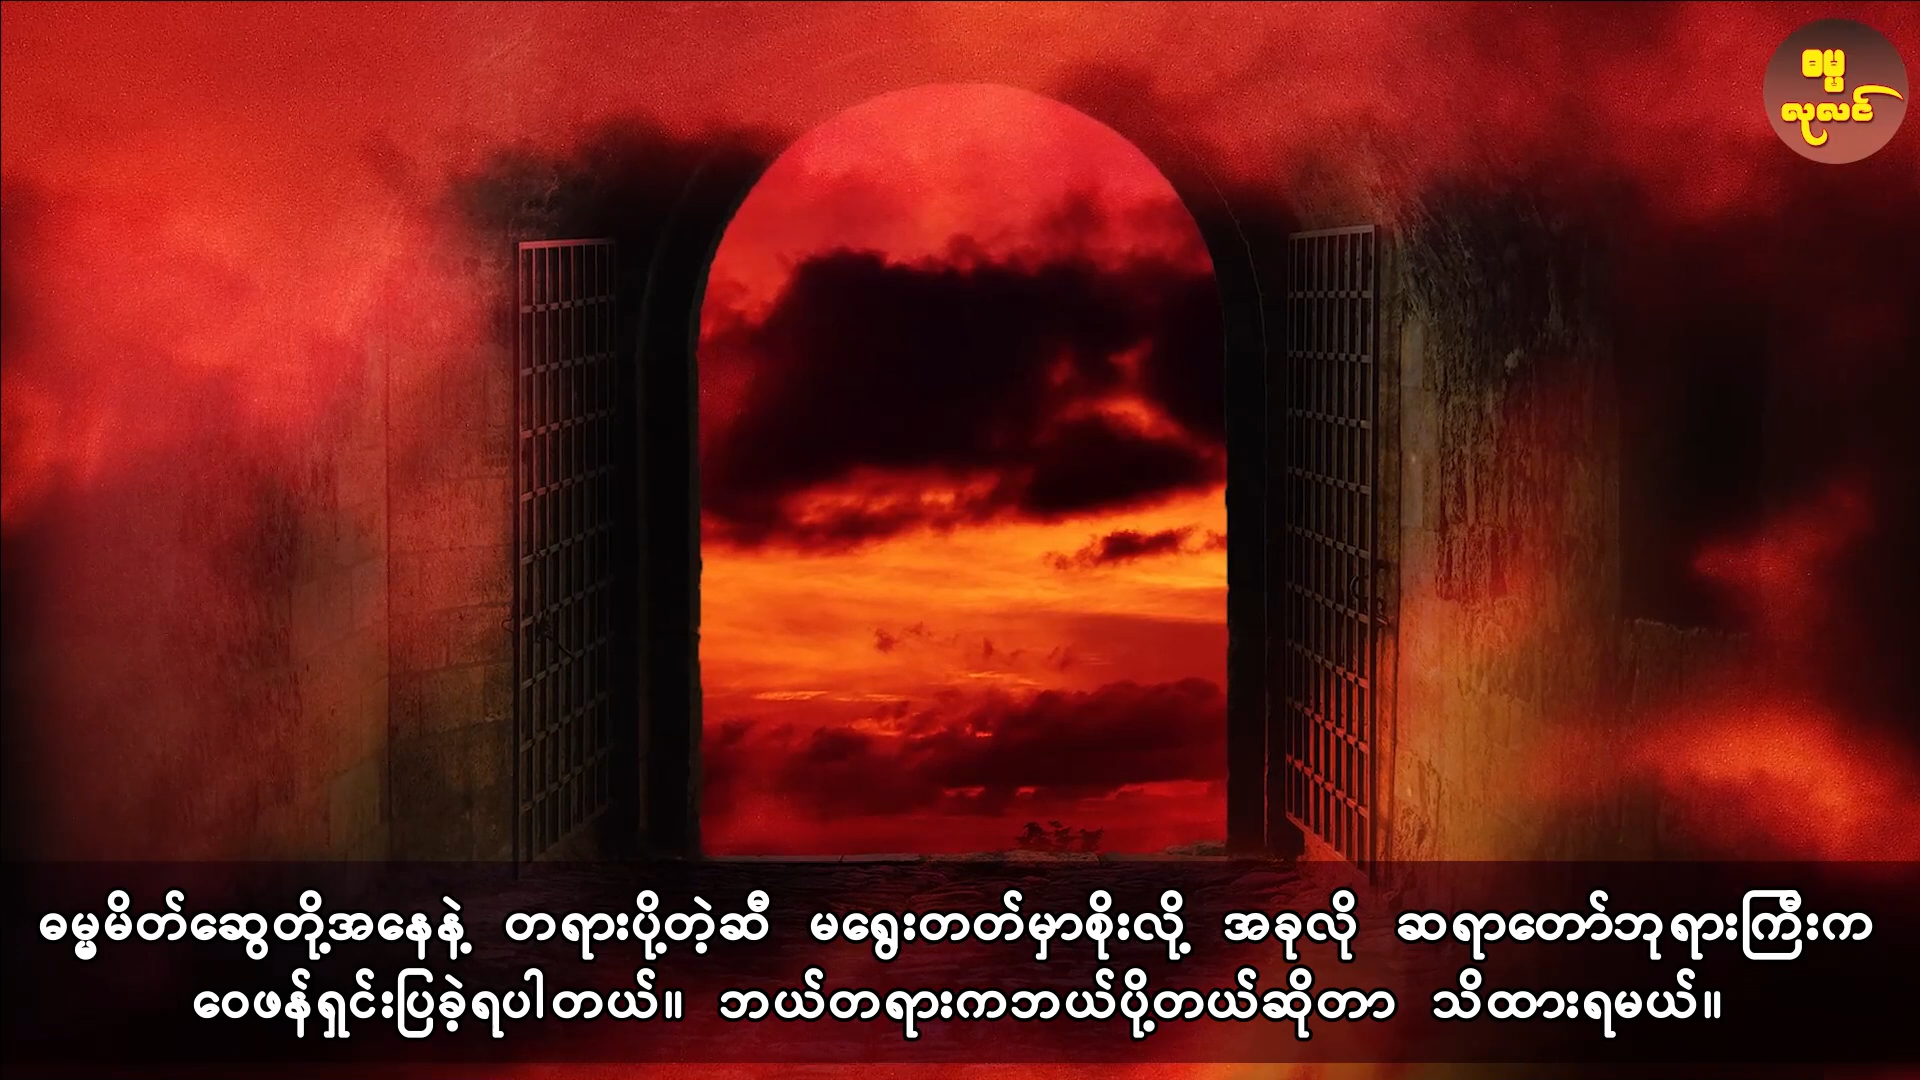 ဓမ္မ
လုလင်
ဓမ္မမိတ်ဆွေတို့အနေနဲ့ တရားပို့တဲ့ဆီ မရွေးတတ်မှာစိုးလို့ အခုလို ဆရာတော်ဘုရားကြီးက
ဝေဖန်ရှင်းပြခဲ့ရပါတယ်။ ဘယ်တရားကဘယ်ပို့တယ်ဆိုတာ သိထားရမယ်။